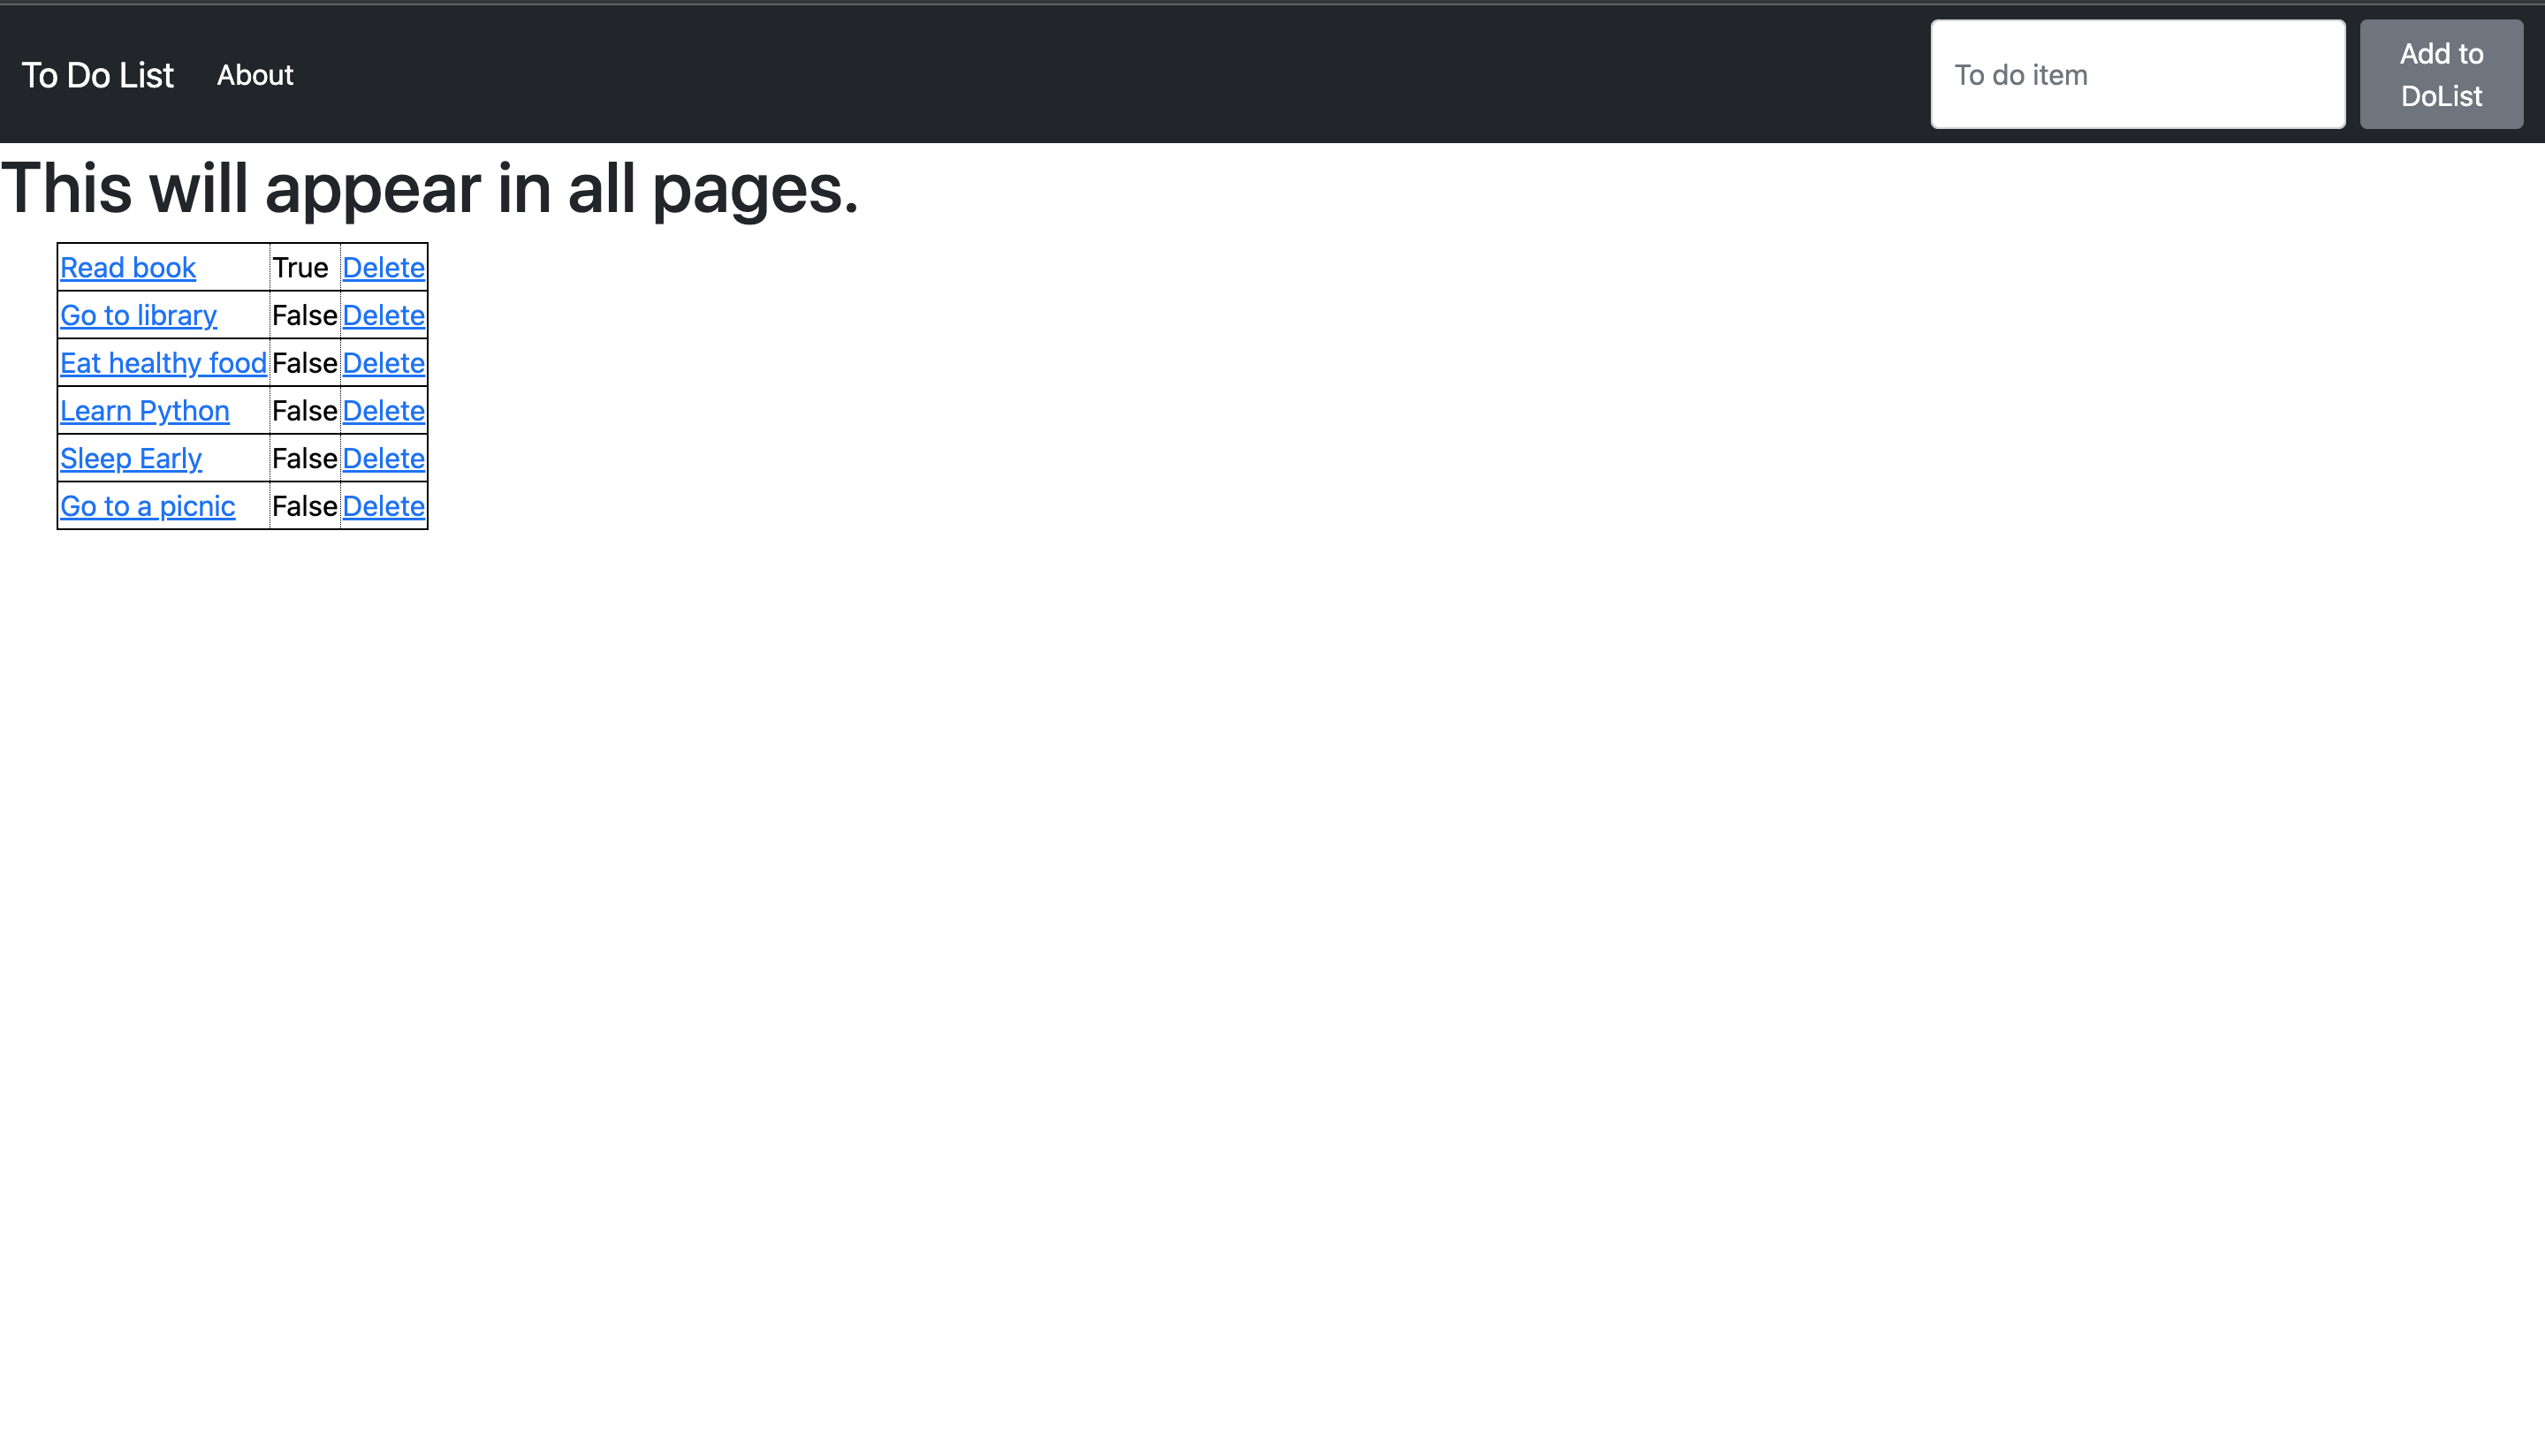 To Do List About To do item Add to
DoList
This will appear in all pages.
Read book True Delete
Go to library False Delete
Eat healthy food False Delete
Learn Python False Delete
Sleep Early False Delete
Go to a picnic False Delete